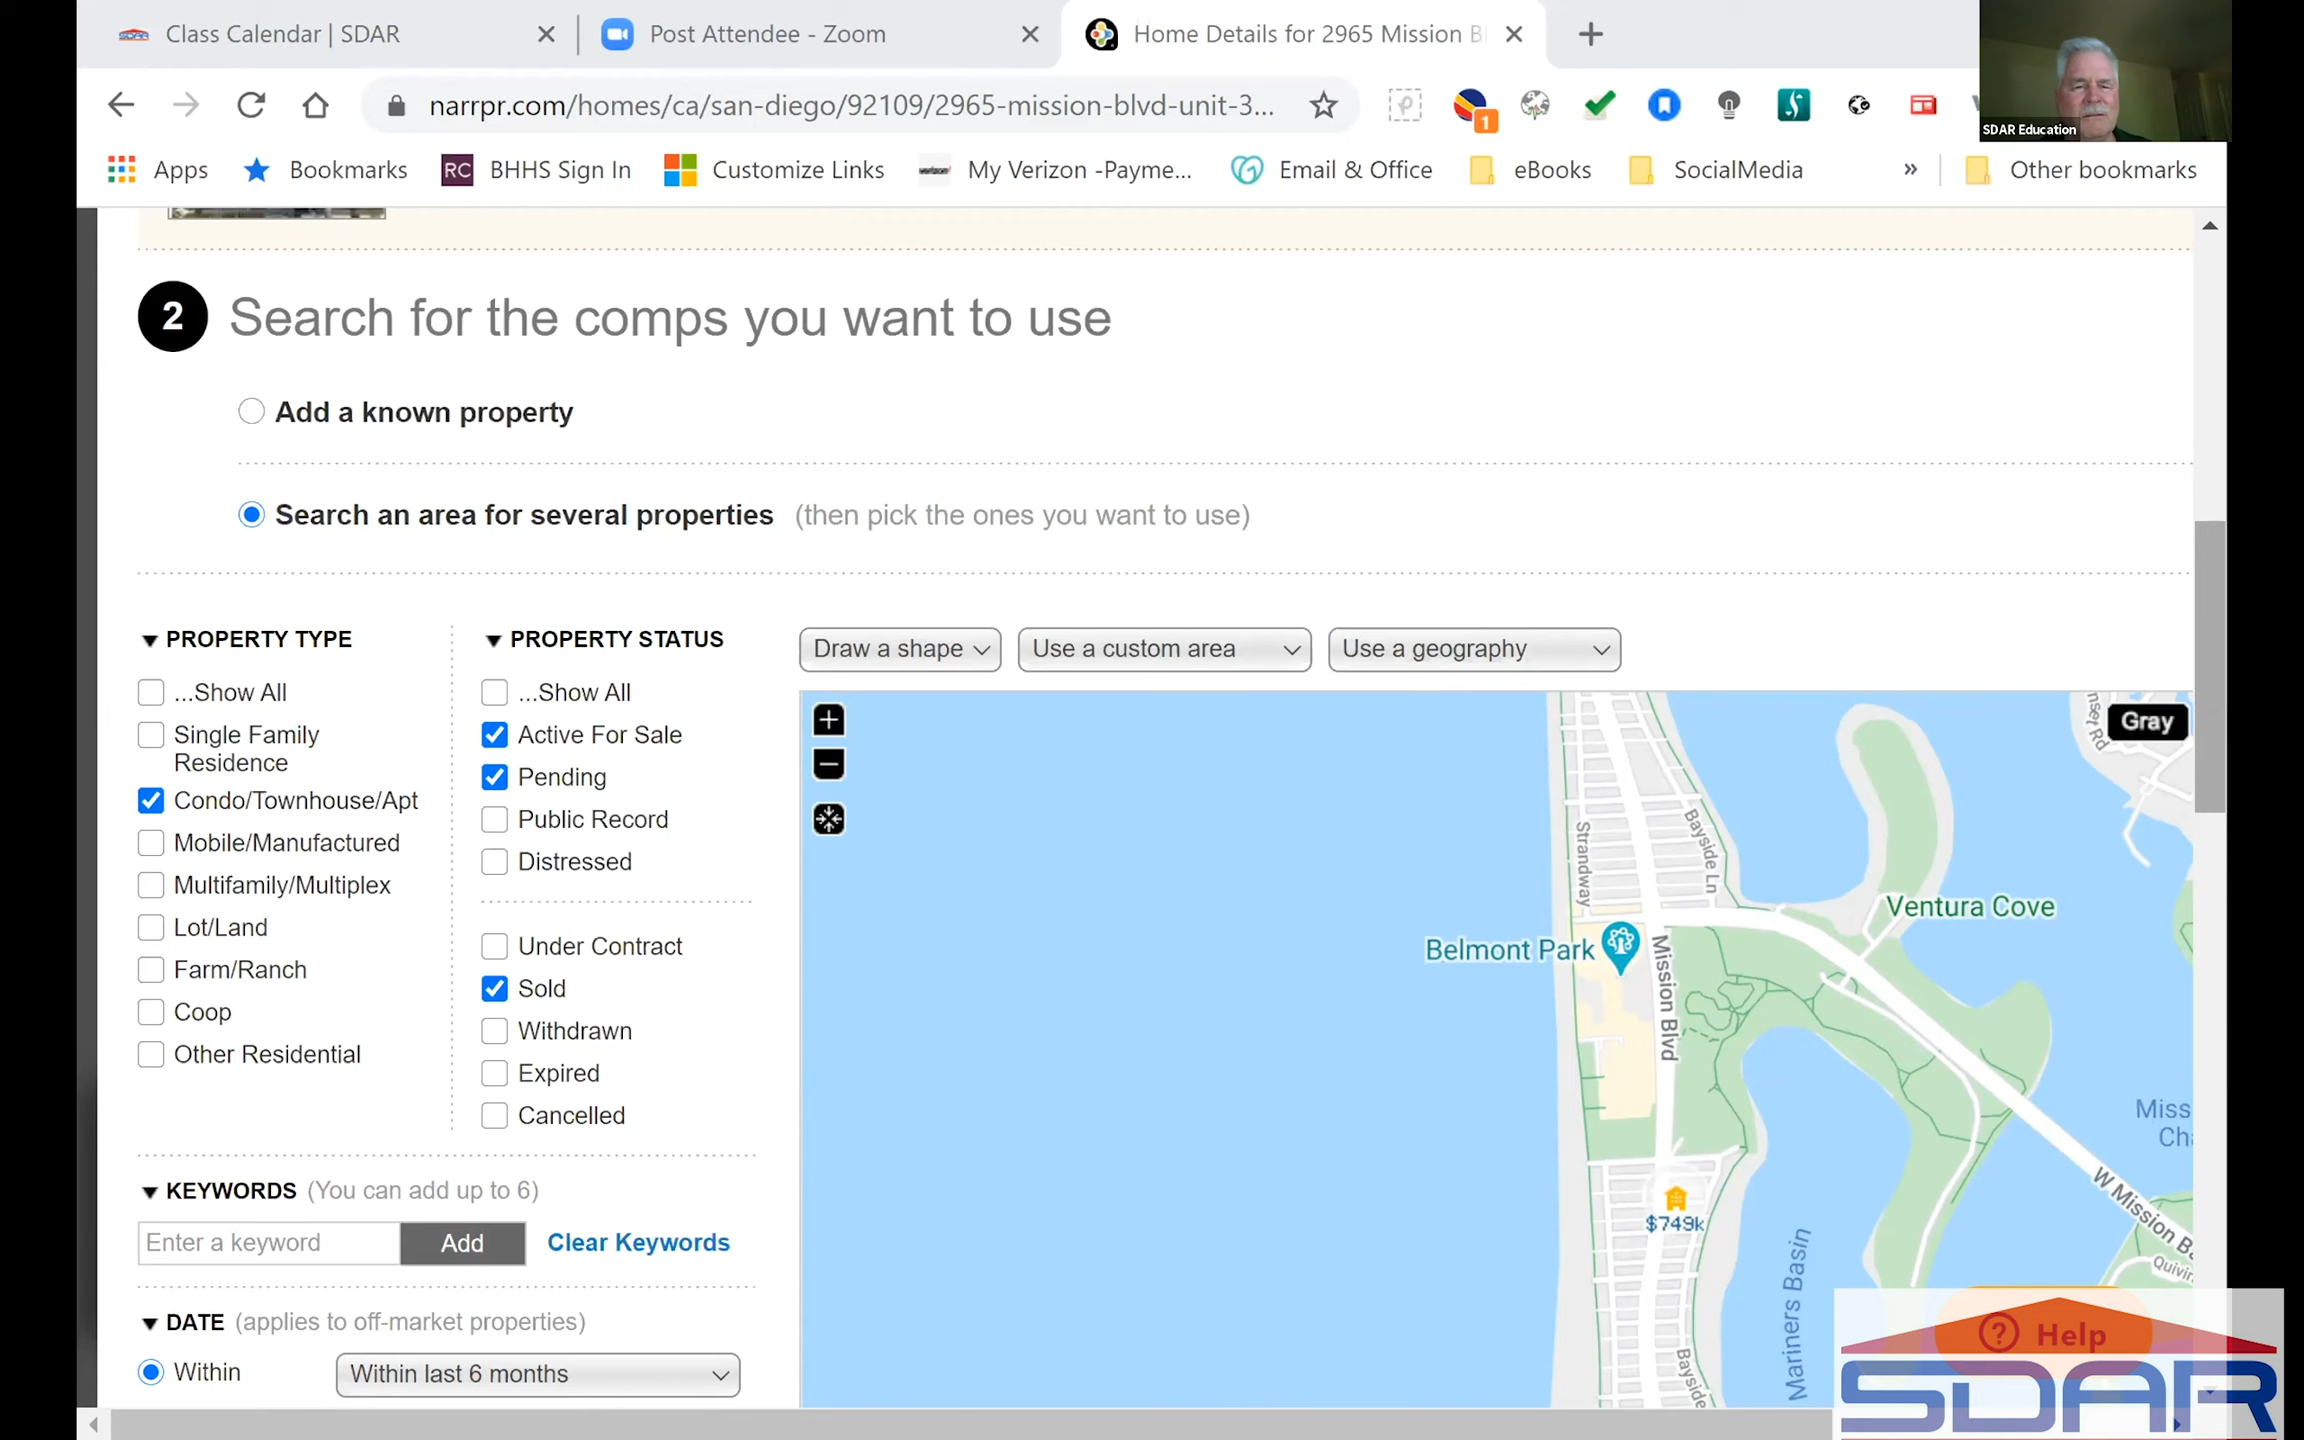 Class Calendar | SDAR
Post Attendee - Zoom
Home Details for 2965 Mission Bl
narrpr.com/homes/ca/san-diego/92109/2965-mission-blvd-unit-3...
1
SDAR Education
Apps
Bookmarks
RC
BHHS Sign In
Customize Links
My Verizon -Payme...
Email & Office
eBooks
SocialMedia
»
Other bookmarks
2
Search for the comps you want to use
Add a known property
Search an area for several properties (then pick the ones you want to use)
PROPERTY TYPE
...Show All
Single Family
Residence
Condo/Townhouse/Apt
Mobile/Manufactured
Multifamily/Multiplex
Lot/Land
Farm/Ranch
Coop
Other Residential
PROPERTY STATUS
...Show All
Active For Sale
Pending
Public Record
Distressed
Under Contract
Sold
Withdrawn
Expired
Cancelled
KEYWORDS (You can add up to 6)
Enter a keyword
Add
Clear Keywords
DATE (applies to off-market properties)
Within
Within last 6 months
Draw a shape
Use a custom area
Use a geography
Gray
Strandway
Bayside Ln
Ventura Cove
Belmont Park
Mission Blvd
Miss
Ch
W Mission B
Quivir
$749k
Mariners Basin
Bayside
Help
SDAR